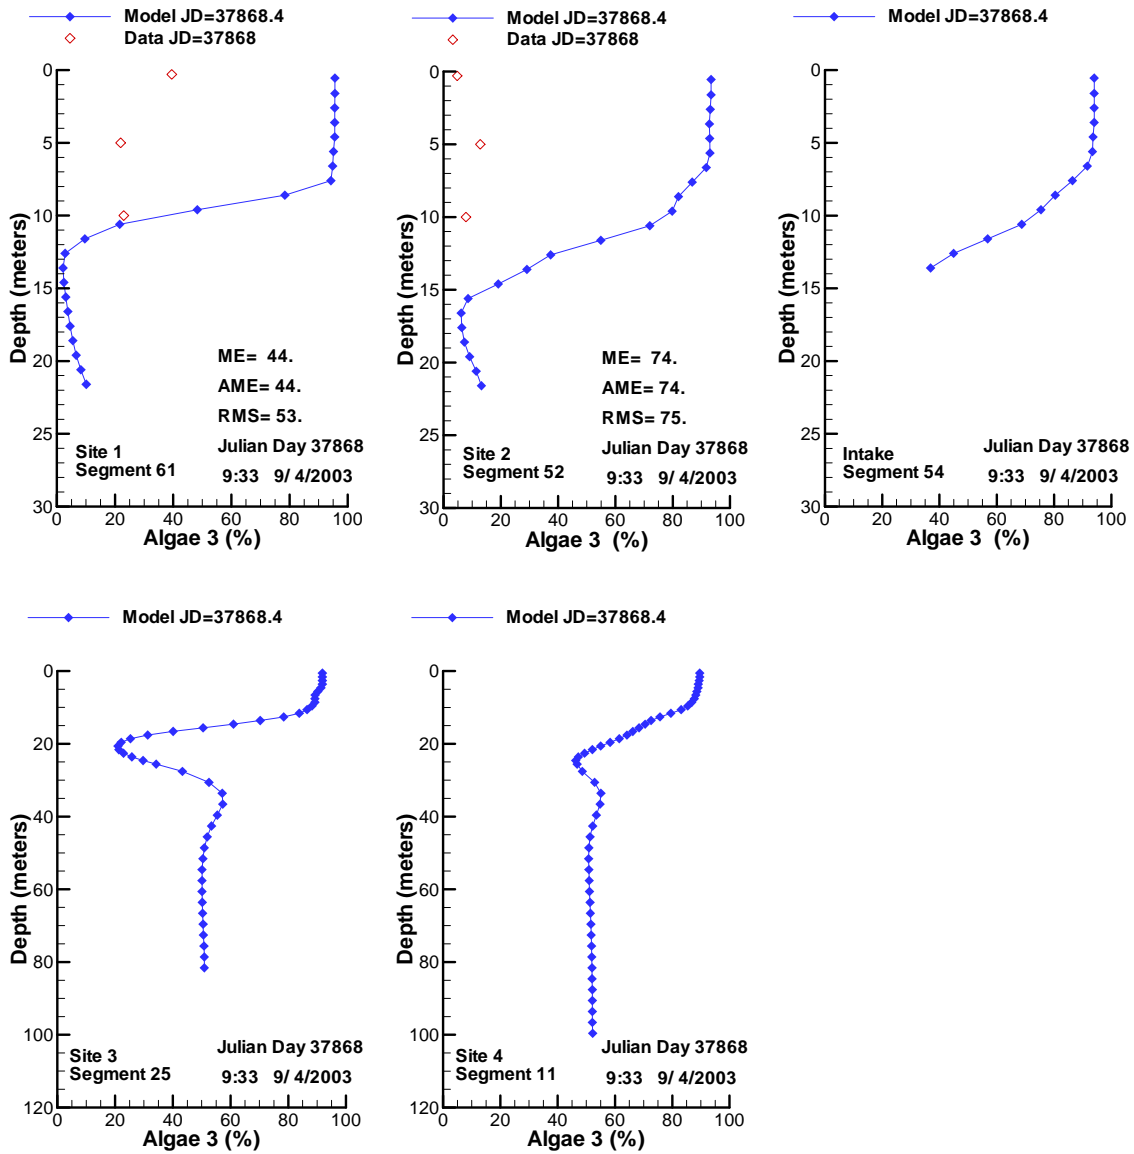 Model JD=37868.4
Data JD=37868
0
5
10
15
20
25
30
Depth (meters)
ME= 44.
AME= 44.
RMS= 53.
Site 1
Segment 61
Julian Day 37868
9:33 9/ 4/2003
0 20 40 60 80 100
Algae 3 (%)
Model JD=37868.4
Data JD=37868
0
5
10
15
20
25
30
Depth (meters)
ME= 74.
AME= 74.
RMS= 75.
Site 2
Segment 52
Julian Day 37868
9:33 9/ 4/2003
0 20 40 60 80 100
Algae 3 (%)
Model JD=37868.4
0
5
10
15
20
25
30
Depth (meters)
Intake
Segment 54
Julian Day 37868
9:33 9/ 4/2003
0 20 40 60 80 100
Algae 3 (%)
Model JD=37868.4
0
20
40
60
80
100
120
Depth (meters)
Site 3
Segment 25
Julian Day 37868
9:33 9/ 4/2003
0 20 40 60 80 100
Algae 3 (%)
Model JD=37868.4
0
20
40
60
80
100
120
Depth (meters)
Site 4
Segment 11
Julian Day 37868
9:33 9/ 4/2003
0 20 40 60 80 100
Algae 3 (%)